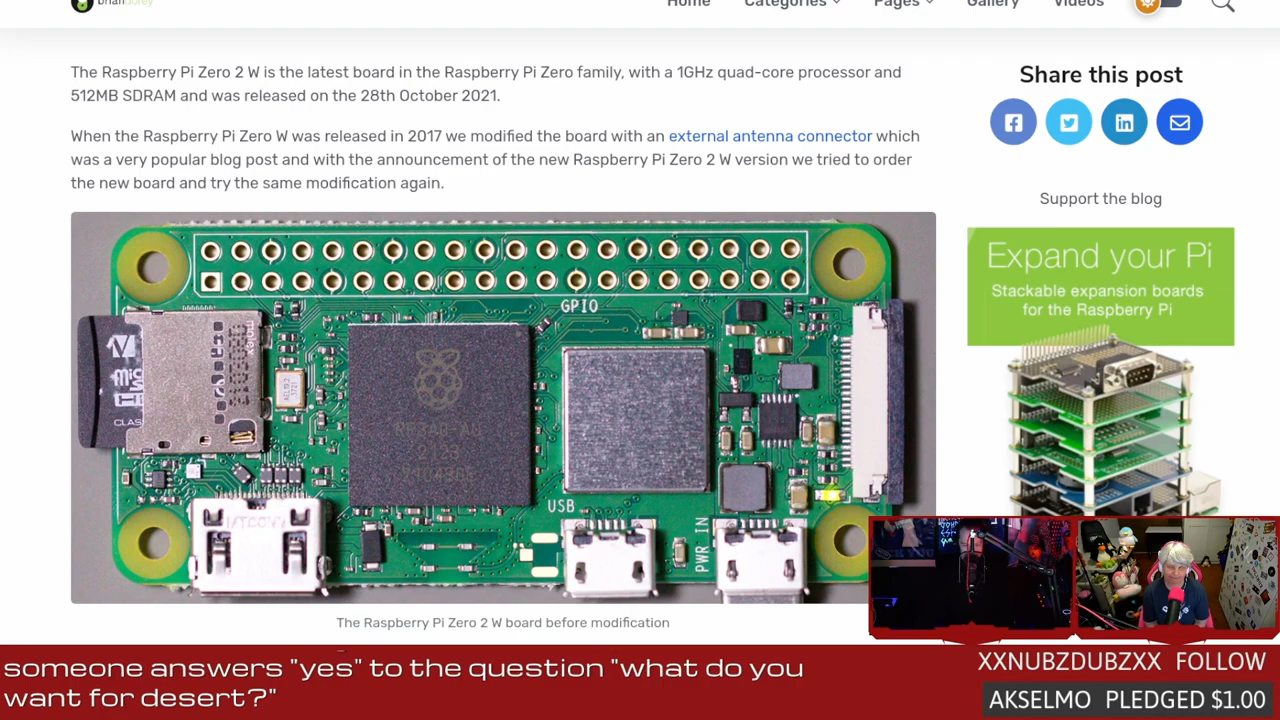 Home Categories Pages Gallery Videos
The Raspberry Pi Zero 2 W is the latest board in the Raspberry Pi Zero family, with a 1GHz quad-core processor and
512MB SDRAM and was released on the 28th October 2021.
When the Raspberry Pi Zero W was released in 2017 we modified the board with an external antenna connector which
was a very popular blog post and with the announcement of the new Raspberry Pi Zero 2 W version we tried to order
the new board and try the same modification again.
Share this post
Support the blog
Expand your Pi
Stackable expansion boards
for the Raspberry Pi
GPIO
USB
PWR IN
The Raspberry Pi Zero 2 W board before modification
someone answers "yes" to the question "what do you
want for desert?"
XXNUBZDUBZXX FOLLOW
AKSELMO PLEDGED $1.00